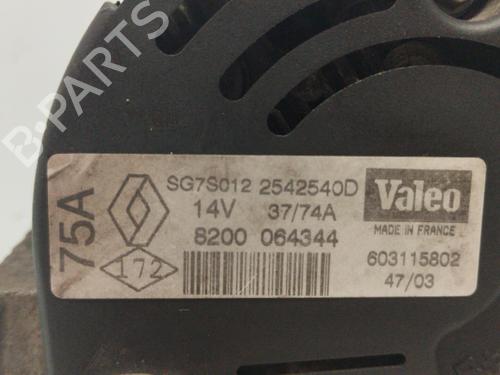 B-PARTS
75A
SG7S012 2542540D
14V 37/74A
8200 064344
172
Valeo
MADE IN FRANCE
603115802
47/03